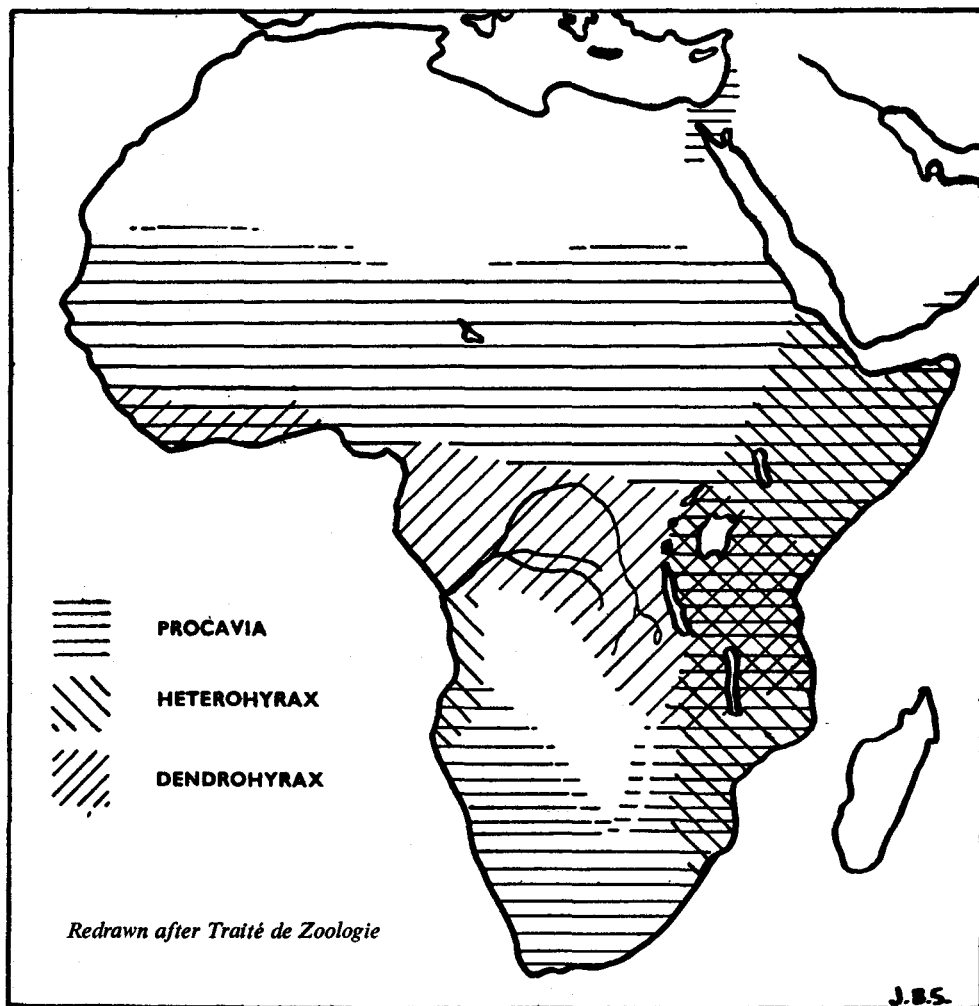 PROCAVIA
HETEROHYRAX
DENDROHYRAX
Redrawn after Traité de Zoologie
J.B.S.